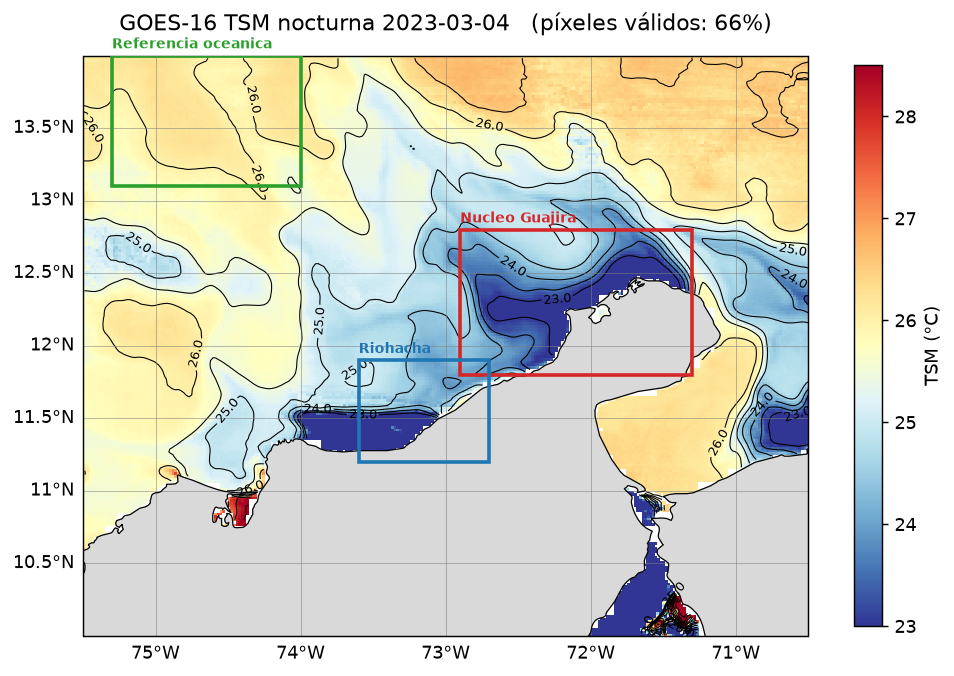 GOES-16 TSM nocturna 2023-03-04 (píxeles válidos: 66%)
Referencia oceanica
Nucleo Guajira
Riohacha
13.5°N
13°N
12.5°N
12°N
11.5°N
11°N
10.5°N
75°W
74°W
73°W
72°W
71°W
28
27
26
25
24
23
TSM (°C)
26.0
26.0
26.0
26.0
25.0
25.0
24.0
24.0
23.0
25.0
26.0
25.0
25.0
24.0
23.0
24.0
23.0
26.0
26.0